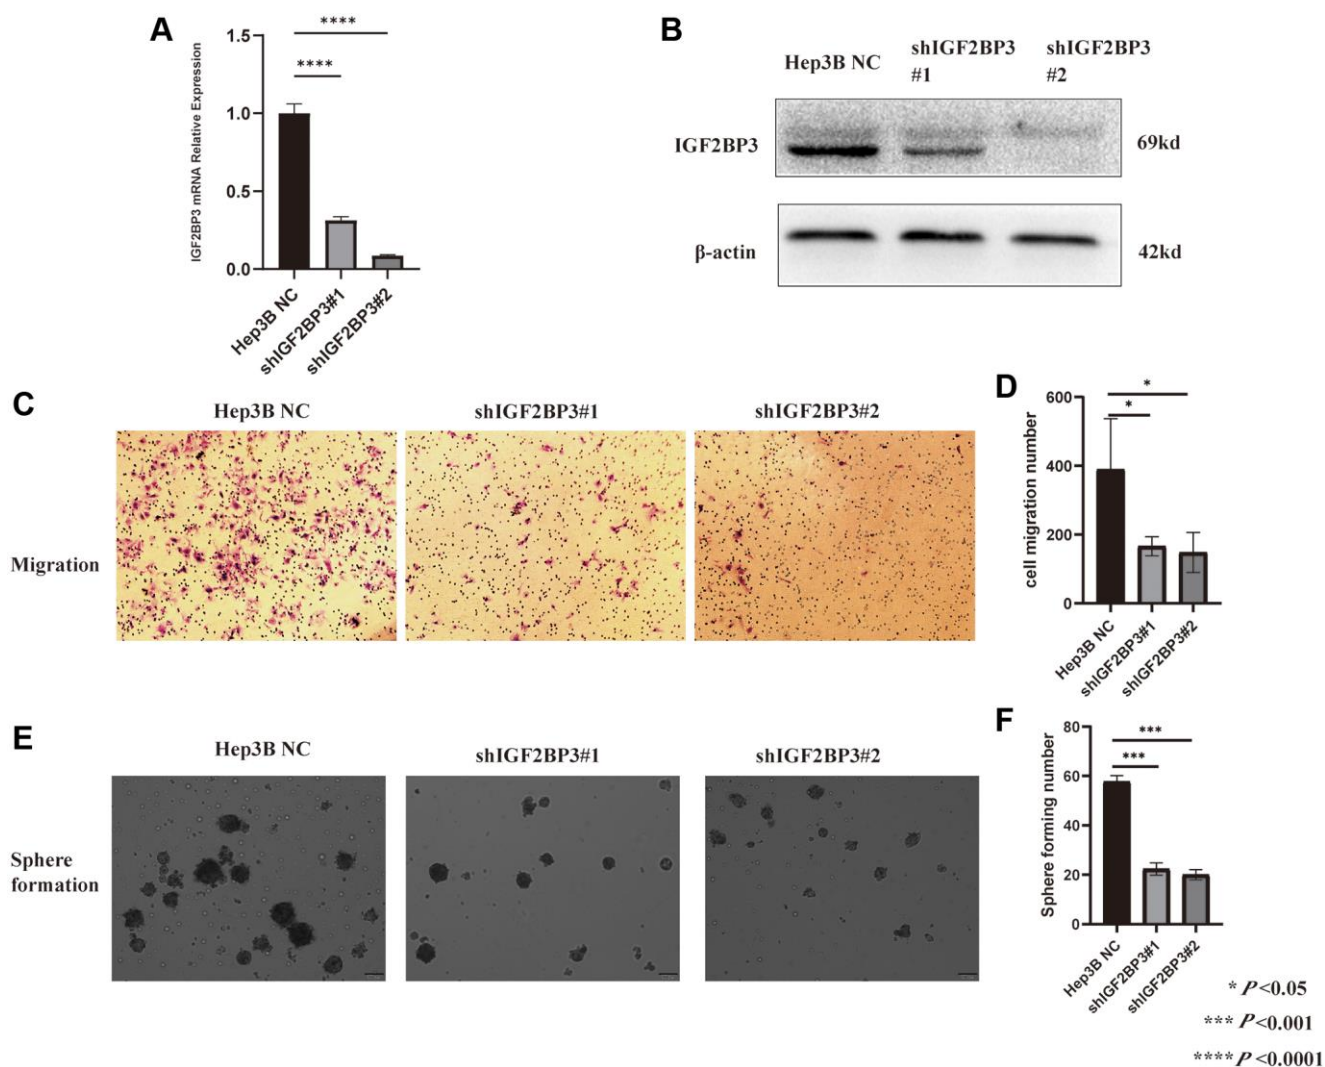 A
IGF2BP3 mRNA Relative Expression
1.5
1.0
0.5
0.0
****
****
Hep3B NC
shIGF2BP3#1
shIGF2BP3#2
B
Hep3B NC
shIGF2BP3
#1
shIGF2BP3
#2
IGF2BP3
69kd
β-actin
42kd
C
Hep3B NC
shIGF2BP3#1
shIGF2BP3#2
Migration
D
cell migration number
600
400
200
0
*
*
Hep3B NC
shIGF2BP3#1
shIGF2BP3#2
E
Hep3B NC
shIGF2BP3#1
shIGF2BP3#2
Sphere
formation
F
Sphere forming number
80
60
40
20
0
***
***
Hep3B NC
shIGF2BP3#1
shIGF2BP3#2
* P<0.05
*** P<0.001
**** P<0.0001